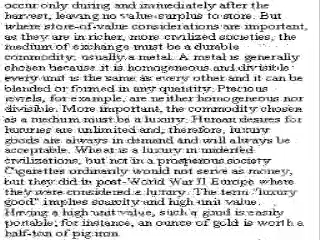 occur only during and immediately after the
harvest, leaving no value-surplus to store. But
where store-of-value considerations are important,
as they are in richer, more civilized societies, the
medium of exchange must be a durable
commodity, usually a metal. A metal is generally
chosen because it is homogenous and divisible:
every unit is the same as every other and it can be
blended or formed in any quantity. Precious
jewels, for example, are neither homogenous nor
divisible. More important, the commodity chosen
as a medium must be a luxury. Human desires for
luxuries are unlimited and, therefore, luxury
goods are always in demand and will always be
acceptable. Wheat is a luxury in underfed
civilizations, but not in a prosperous society.
Cigarettes ordinarily would not serve as money,
but they did in post-World War II Europe where
they were considered a luxury. The term "luxury
good" implies scarcity and high unit value.
Having a high unit value, such a good is easily
portable; for instance, an ounce of gold is worth a
half-ton of pig iron.